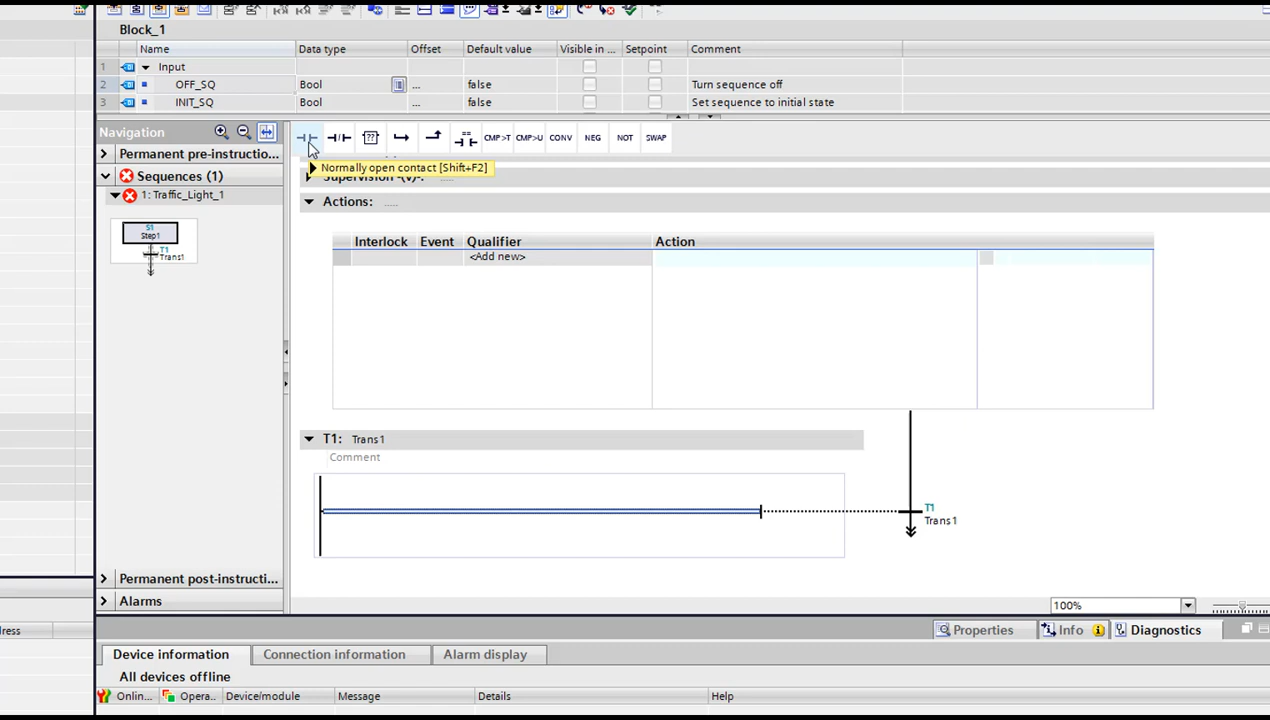 Block_1
Name Data type Offset Default value Visible in ... Setpoint Comment
1 Input
2 OFF_SQ Bool ... false Turn sequence off
3 INIT_SQ Bool ... false Set sequence to initial state
Navigation
?? CMP>T CMP>U CONV NEG NOT SWAP
Permanent pre-instructio...
Normally open contact [Shift+F2]
Sequences (1)
Supervision -(v)-: .....
1: Traffic_Light_1
Actions: .....
S1
Step1
T1
Trans1
Interlock Event Qualifier Action
<Add new>
T1: Trans1
Comment
T1
Trans1
Permanent post-instructi...
Alarms
100%
ress
Properties Info Diagnostics
Device information Connection information Alarm display
All devices offline
Onlin... Opera... Device/module Message Details Help